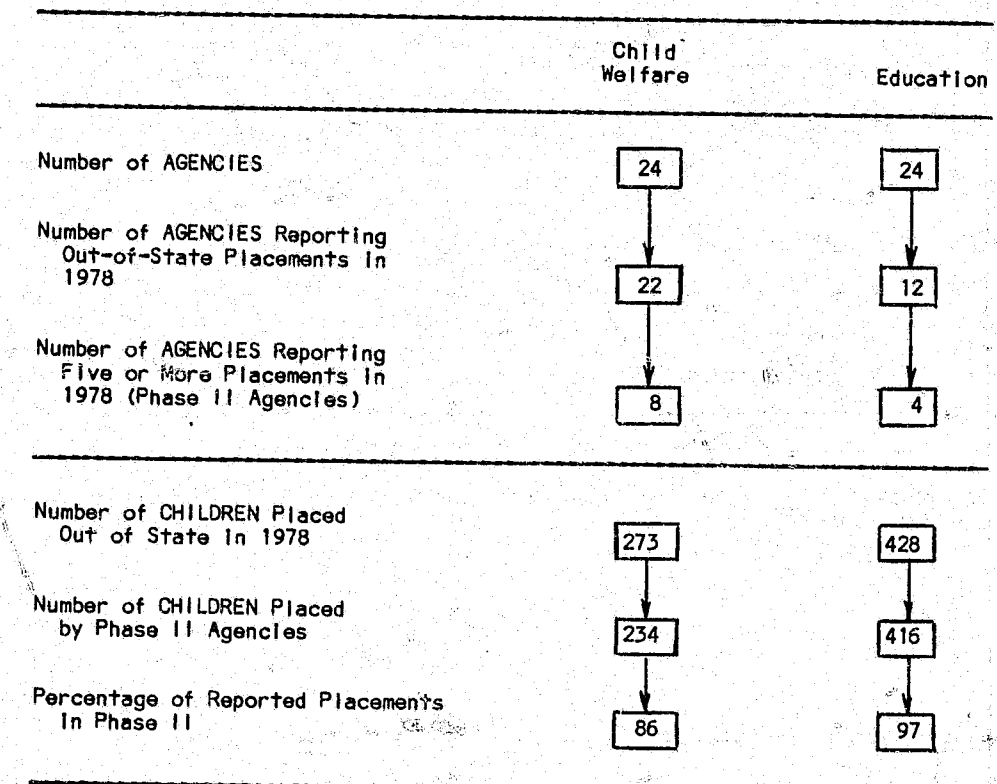 Child
Welfare Education
Number of AGENCIES 24 24
Number of AGENCIES Reporting
Out-of-State Placements in
1978 22 12
Number of AGENCIES Reporting
Five or More Placements in
1978 (Phase II Agencies) 8 4
Number of CHILDREN Placed
Out of State in 1978 273 428
Number of CHILDREN Placed
by Phase II Agencies 234 416
Percentage of Reported Placements
in Phase II 86 97